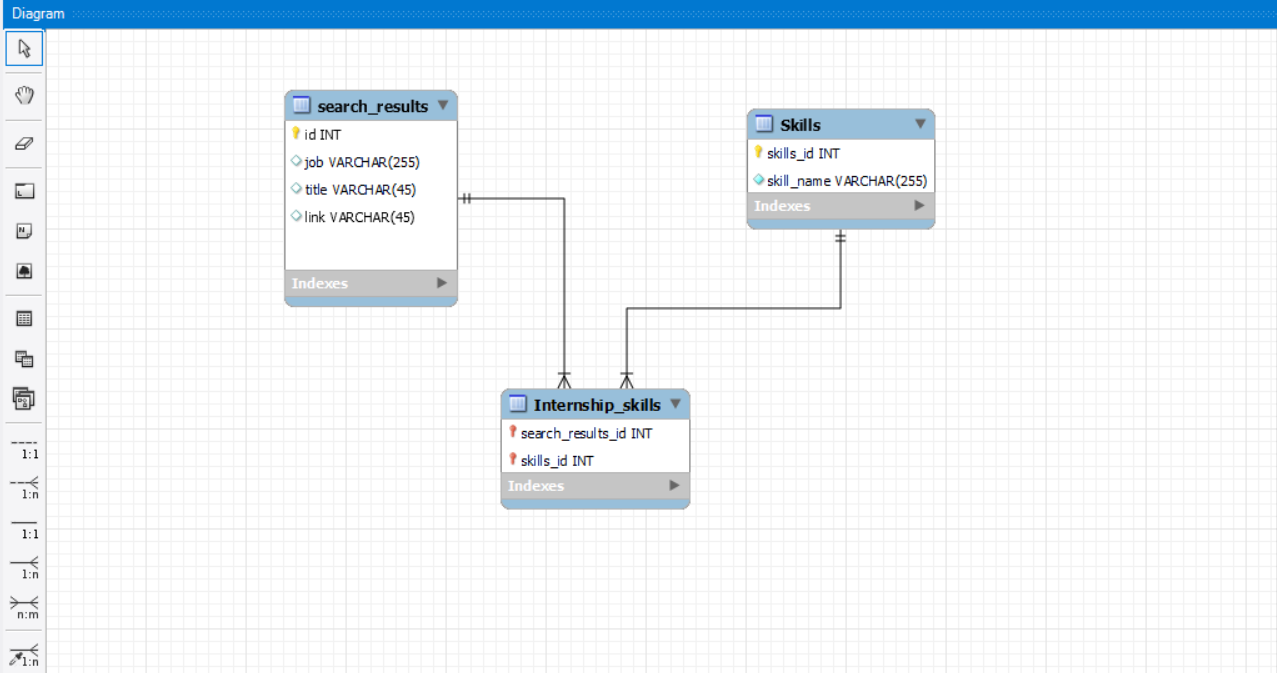 Diagram
search_results
id INT
job VARCHAR(255)
title VARCHAR(45)
link VARCHAR(45)
Indexes
Skills
skills_id INT
skill_name VARCHAR(255)
Indexes
Internship_skills
search_results_id INT
skills_id INT
Indexes
1:1
1:n
1:1
1:n
n:m
1:n